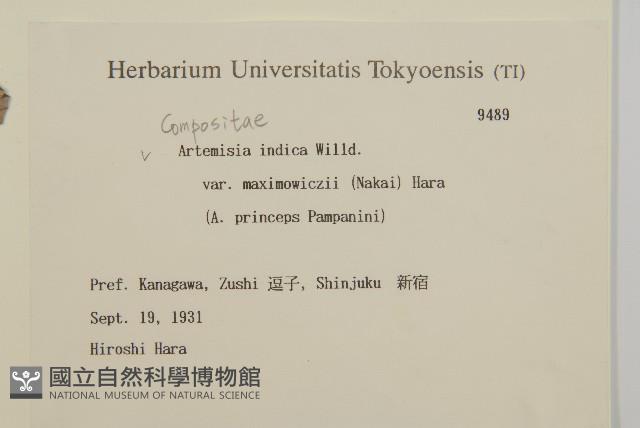 Herbarium Universitatis Tokyoensis (TI)
9489
Compositae
✓ Artemisia indica Willd.
var. maximowiczii (Nakai) Hara
(A. princeps Pampanini)
Pref. Kanagawa, Zushi 逗子, Shinjuku 新宿
Sept. 19, 1931
Hiroshi Hara
國立自然科學博物館
NATIONAL MUSEUM OF NATURAL SCIENCE